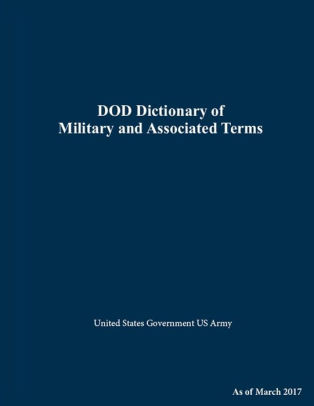 DOD Dictionary of
Military and Associated Terms
United States Government US Army
As of March 2017